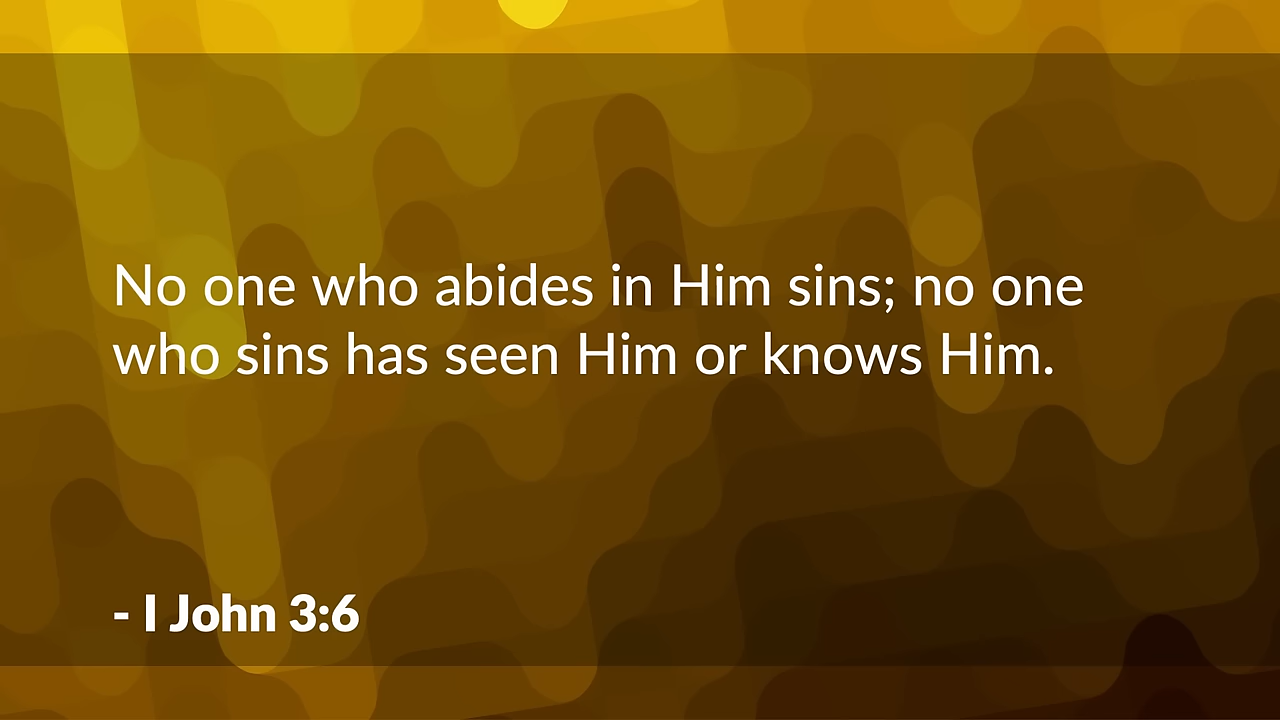 No one who abides in Him sins; no one
who sins has seen Him or knows Him.
- I John 3:6